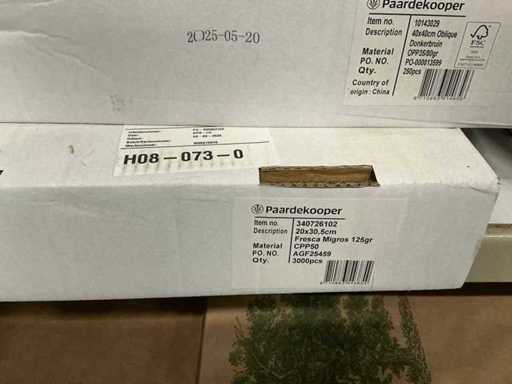 2025-05-20
Paardekooper
Item no. 10143029
Description 40x40cm Oblique
Donkerbruin
Material OPP35/80gr
PO. NO. PO-000013589
Qty. 250pcs
Country of
origin : China
FSC
H08-073-0
Paardekooper
Item no. 340726102
Description 20x30,5cm
Fresca Migros 125gr
Material CPP50
PO. NO. AGF25459
Qty. 3000pcs